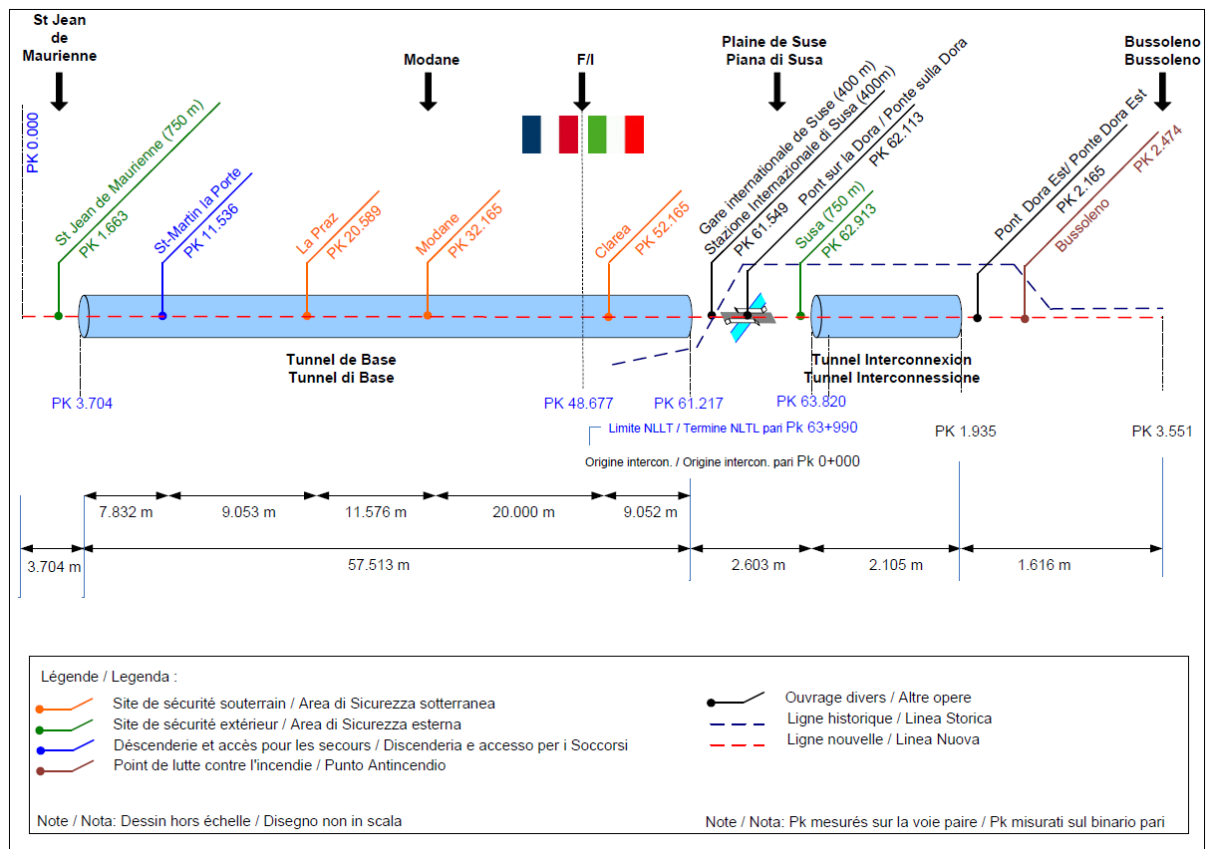 St Jean
de
Maurienne
Modane
F/I
Plaine de Suse
Piana di Susa
Bussoleno
Bussoleno
PK 0.000
St Jean de Maurienne (750 m)
PK 1.663
St-Martin la Porte
PK 11.536
La Praz
PK 20.589
Modane
PK 32.165
Clarea
PK 52.165
Gare internationale de Suse (400 m)
Stazione Internazionale di Susa (400m)
PK 61.549
Pont sur la Dora / Ponte sulla Dora
PK 62.113
Susa (750 m)
PK 62.913
Pont Dora Est/ Ponte Dora Est
PK 2.165
Bussoleno
PK 2.474
Tunnel de Base
Tunnel di Base
Tunnel Interconnexion
Tunnel Interconnessione
PK 3.704
PK 48.677
PK 61.217
PK 63.820
Limite NLLT / Termine NLTL pari Pk 63+990
PK 1.935
PK 3.551
Origine intercon. / Origine intercon. pari Pk 0+000
7.832 m
9.053 m
11.576 m
20.000 m
9.052 m
3.704 m
57.513 m
2.603 m
2.105 m
1.616 m
Légende / Legenda :
Site de sécurité souterrain / Area di Sicurezza sotterranea
Site de sécurité extérieur / Area di Sicurezza esterna
Déscenderie et accès pour les secours / Discenderia e accesso per i Soccorsi
Point de lutte contre l'incendie / Punto Antincendio
Ouvrage divers / Altre opere
Ligne historique / Linea Storica
Ligne nouvelle / Linea Nuova
Note / Nota: Dessin hors échelle / Disegno non in scala
Note / Nota: Pk mesurés sur la voie paire / Pk misurati sul binario pari